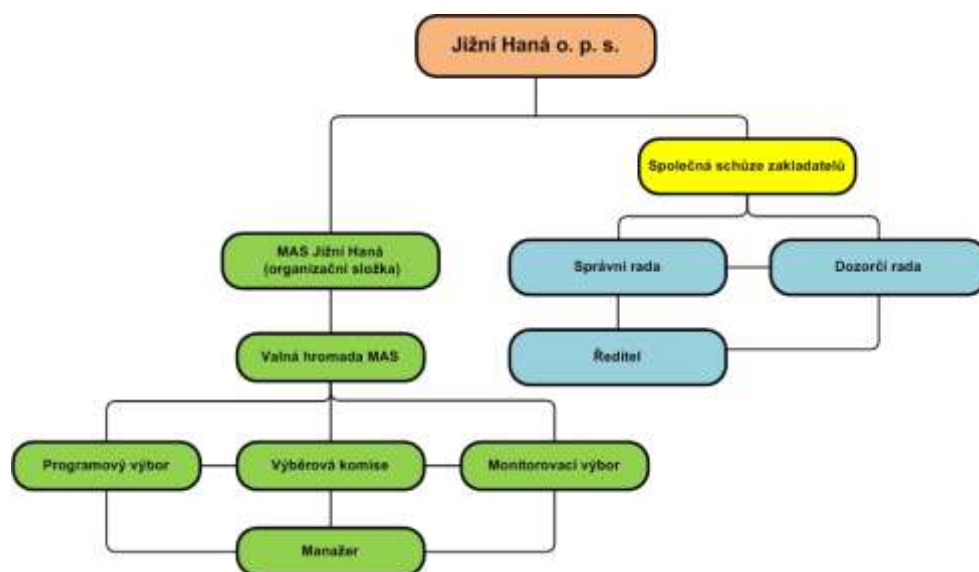 Jižní Haná o. p. s.
Společná schůze zakladatelů
MAS Jižní Haná
(organizační složka)
Správní rada
Dozorčí rada
Valná hromada MAS
Ředitel
Programový výbor
Výběrová komise
Monitorovací výbor
Manažer